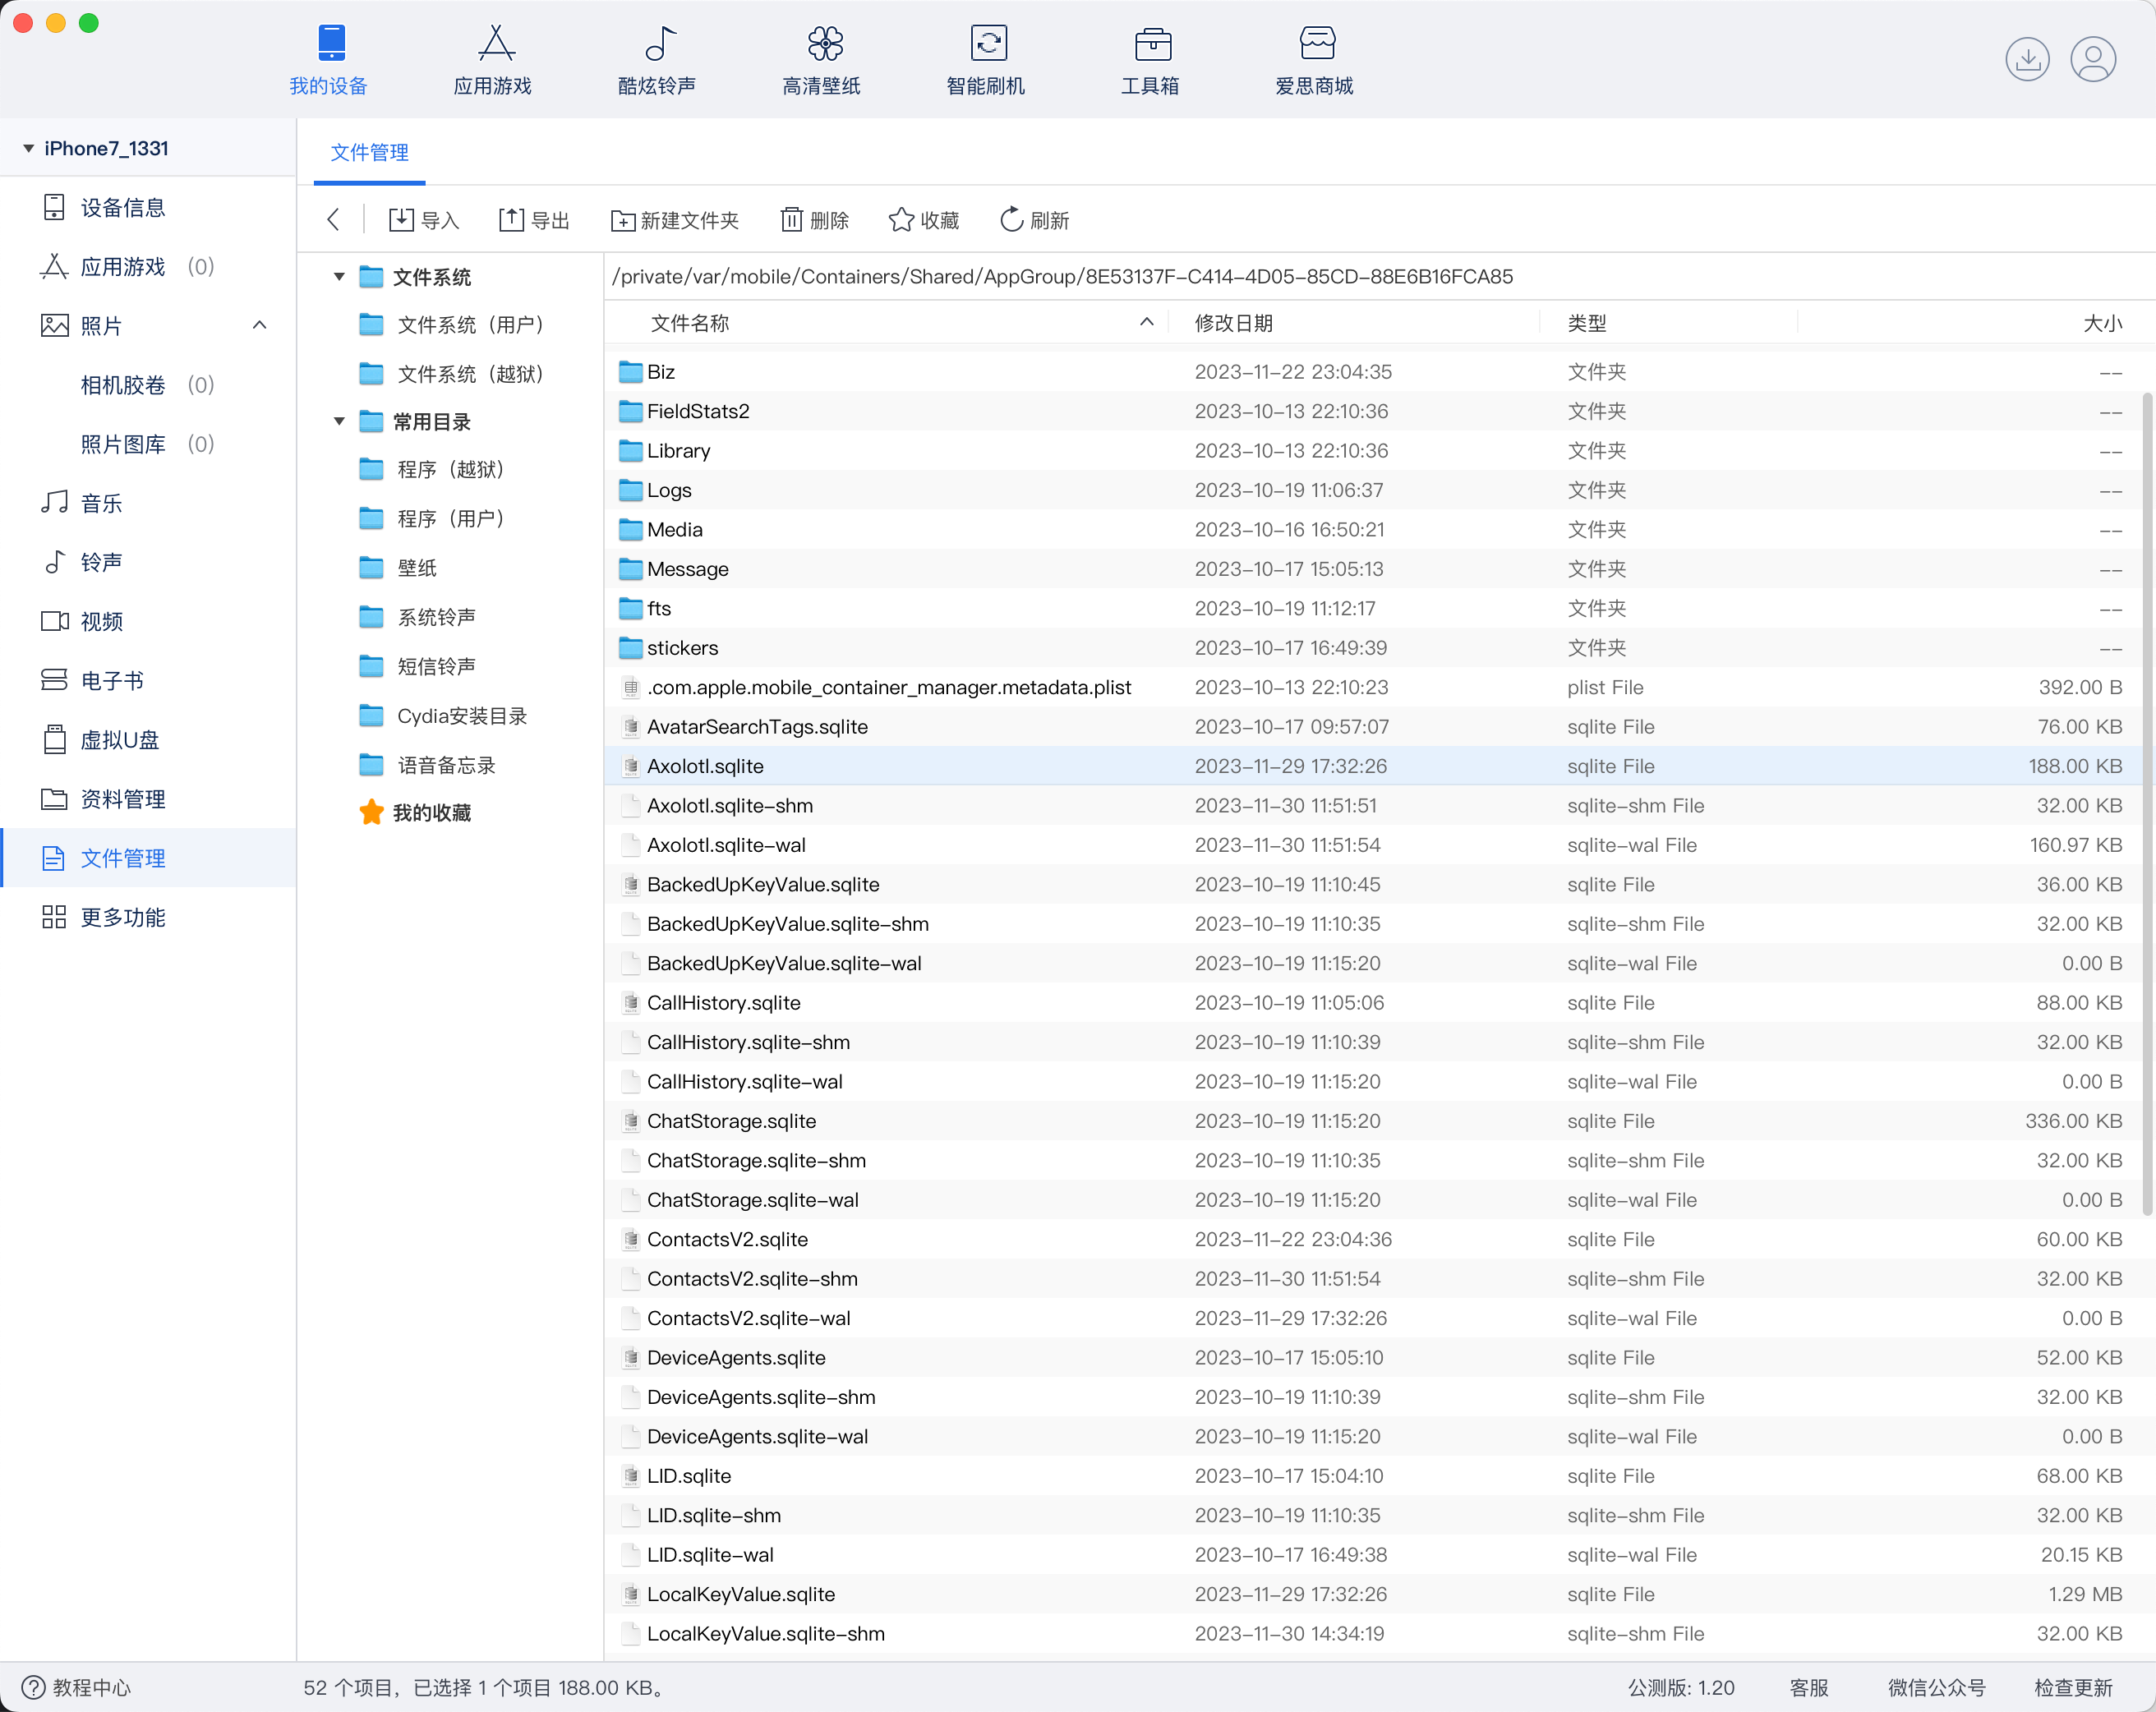 我的设备 应用游戏 酷炫铃声 高清壁纸 智能刷机 工具箱 爱思商城
iPhone7_1331
设备信息
应用游戏 (0)
照片
相机胶卷 (0)
照片图库 (0)
音乐
铃声
视频
电子书
虚拟U盘
资料管理
文件管理
更多功能
文件管理
导入 导出 新建文件夹 删除 收藏 刷新
文件系统
文件系统（用户）
文件系统（越狱）
常用目录
程序（越狱）
程序（用户）
壁纸
系统铃声
短信铃声
Cydia安装目录
语音备忘录
我的收藏
/private/var/mobile/Containers/Shared/AppGroup/8E53137F-C414-4D05-85CD-88E6B16FCA85
文件名称 修改日期 类型 大小
Biz 2023-11-22 23:04:35 文件夹 --
FieldStats2 2023-10-13 22:10:36 文件夹 --
Library 2023-10-13 22:10:36 文件夹 --
Logs 2023-10-19 11:06:37 文件夹 --
Media 2023-10-16 16:50:21 文件夹 --
Message 2023-10-17 15:05:13 文件夹 --
fts 2023-10-19 11:12:17 文件夹 --
stickers 2023-10-17 16:49:39 文件夹 --
.com.apple.mobile_container_manager.metadata.plist 2023-10-13 22:10:23 plist File 392.00 B
AvatarSearchTags.sqlite 2023-10-17 09:57:07 sqlite File 76.00 KB
Axolotl.sqlite 2023-11-29 17:32:26 sqlite File 188.00 KB
Axolotl.sqlite-shm 2023-11-30 11:51:51 sqlite-shm File 32.00 KB
Axolotl.sqlite-wal 2023-11-30 11:51:54 sqlite-wal File 160.97 KB
BackedUpKeyValue.sqlite 2023-10-19 11:10:45 sqlite File 36.00 KB
BackedUpKeyValue.sqlite-shm 2023-10-19 11:10:35 sqlite-shm File 32.00 KB
BackedUpKeyValue.sqlite-wal 2023-10-19 11:15:20 sqlite-wal File 0.00 B
CallHistory.sqlite 2023-10-19 11:05:06 sqlite File 88.00 KB
CallHistory.sqlite-shm 2023-10-19 11:10:39 sqlite-shm File 32.00 KB
CallHistory.sqlite-wal 2023-10-19 11:15:20 sqlite-wal File 0.00 B
ChatStorage.sqlite 2023-10-19 11:15:20 sqlite File 336.00 KB
ChatStorage.sqlite-shm 2023-10-19 11:10:35 sqlite-shm File 32.00 KB
ChatStorage.sqlite-wal 2023-10-19 11:15:20 sqlite-wal File 0.00 B
ContactsV2.sqlite 2023-11-22 23:04:36 sqlite File 60.00 KB
ContactsV2.sqlite-shm 2023-11-30 11:51:54 sqlite-shm File 32.00 KB
ContactsV2.sqlite-wal 2023-11-29 17:32:26 sqlite-wal File 0.00 B
DeviceAgents.sqlite 2023-10-17 15:05:10 sqlite File 52.00 KB
DeviceAgents.sqlite-shm 2023-10-19 11:10:39 sqlite-shm File 32.00 KB
DeviceAgents.sqlite-wal 2023-10-19 11:15:20 sqlite-wal File 0.00 B
LID.sqlite 2023-10-17 15:04:10 sqlite File 68.00 KB
LID.sqlite-shm 2023-10-19 11:10:35 sqlite-shm File 32.00 KB
LID.sqlite-wal 2023-10-17 16:49:38 sqlite-wal File 20.15 KB
LocalKeyValue.sqlite 2023-11-29 17:32:26 sqlite File 1.29 MB
LocalKeyValue.sqlite-shm 2023-11-30 14:34:19 sqlite-shm File 32.00 KB
教程中心 52 个项目，已选择 1 个项目 188.00 KB。 公测版: 1.20 客服 微信公众号 检查更新